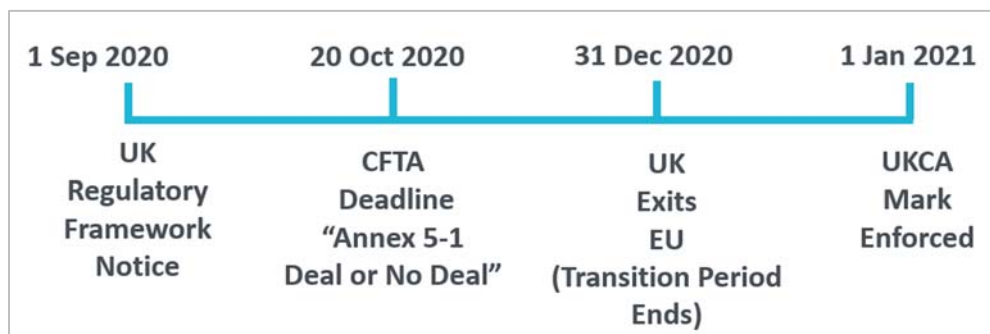 1 Sep 2020
20 Oct 2020
31 Dec 2020
1 Jan 2021
UK
Regulatory
Framework
Notice
CFTA
Deadline
“Annex 5-1
Deal or No Deal”
UK
Exits
EU
(Transition Period
Ends)
UKCA
Mark
Enforced